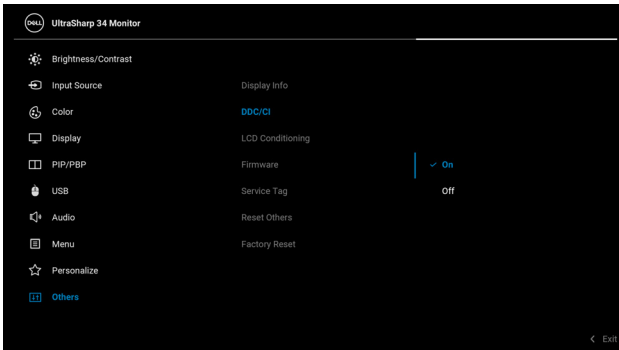 DELL UltraSharp 34 Monitor
Brightness/Contrast
Input Source
Color
Display
PIP/PBP
USB
Audio
Menu
Personalize
Others
Display Info
DDC/CI
LCD Conditioning
Firmware
Service Tag
Reset Others
Factory Reset
On
Off
Exit